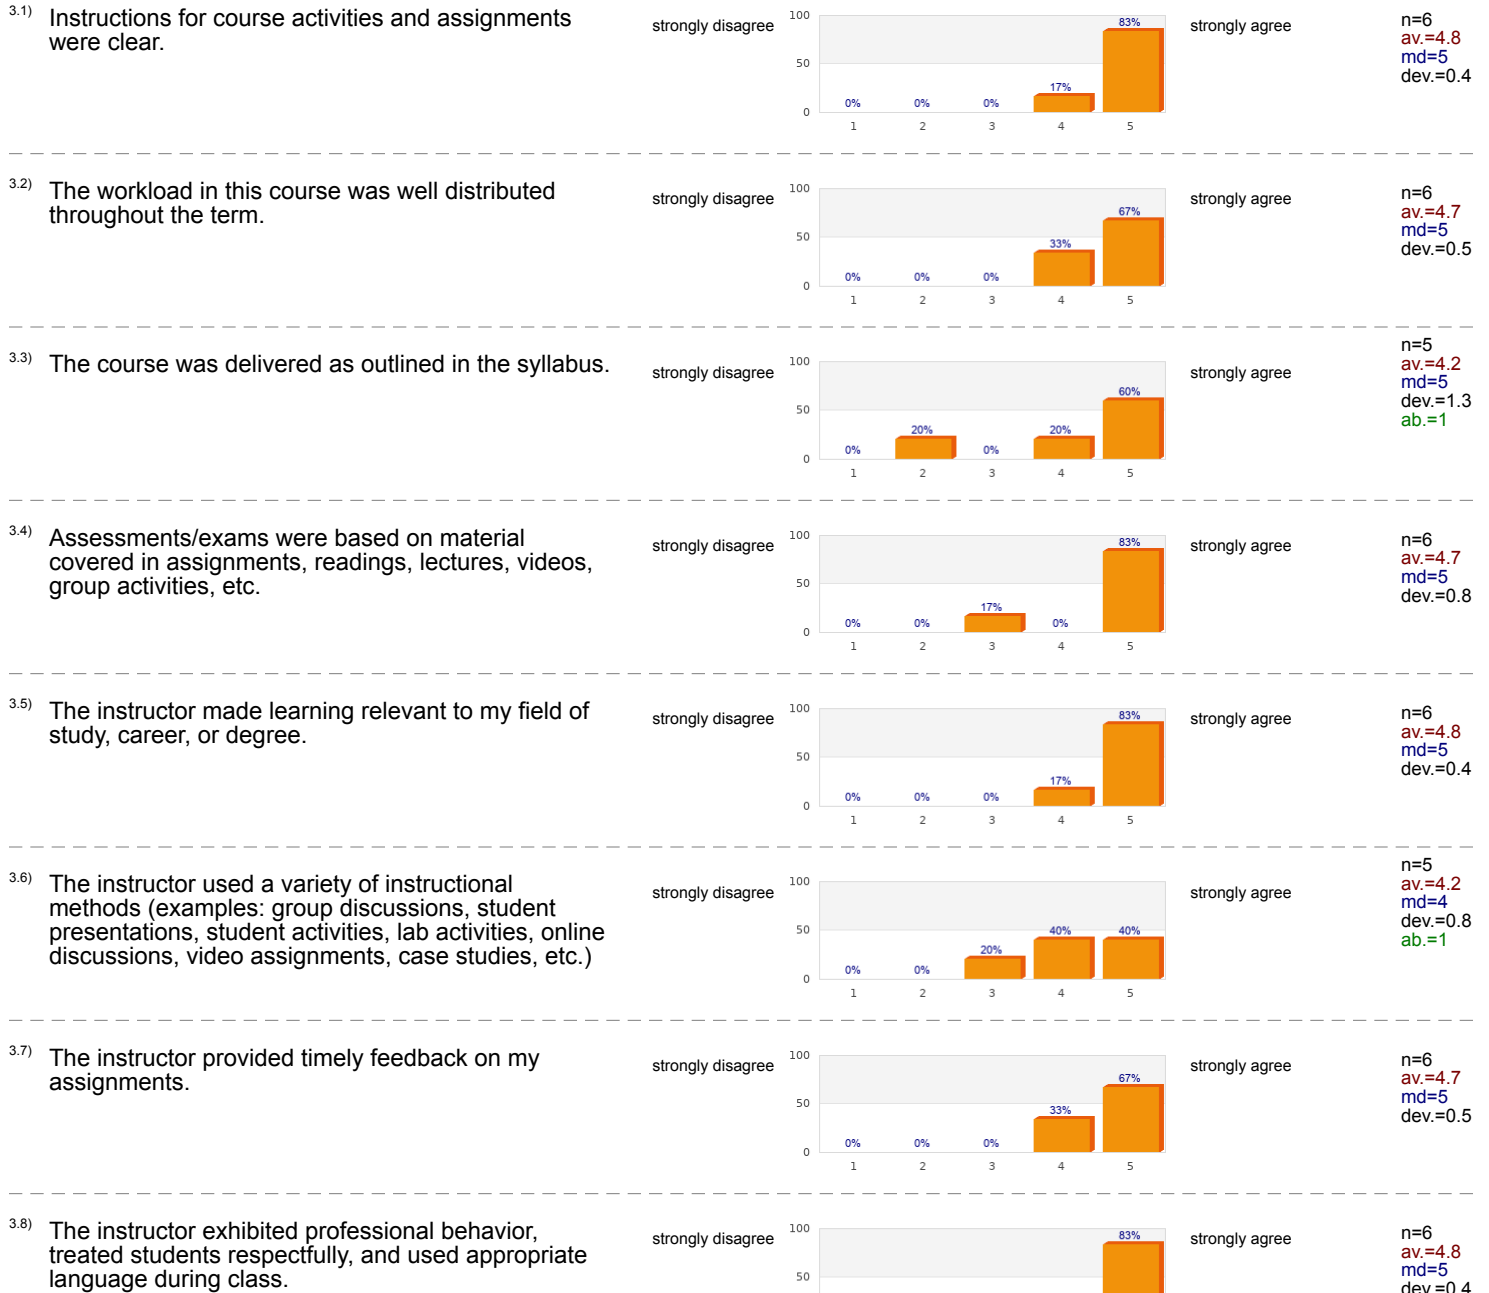 3.1) Instructions for course activities and assignments
were clear.
strongly disagree
100
50
0
0% 0% 0% 17% 83%
1 2 3 4 5
strongly agree
n=6
av.=4.8
md=5
dev.=0.4
3.2) The workload in this course was well distributed
throughout the term.
strongly disagree
100
50
0
0% 0% 0% 33% 67%
1 2 3 4 5
strongly agree
n=6
av.=4.7
md=5
dev.=0.5
3.3) The course was delivered as outlined in the syllabus.
strongly disagree
100
50
0
0% 20% 0% 20% 60%
1 2 3 4 5
strongly agree
n=5
av.=4.2
md=5
dev.=1.3
ab.=1
3.4) Assessments/exams were based on material
covered in assignments, readings, lectures, videos,
group activities, etc.
strongly disagree
100
50
0
0% 0% 17% 0% 83%
1 2 3 4 5
strongly agree
n=6
av.=4.7
md=5
dev.=0.8
3.5) The instructor made learning relevant to my field of
study, career, or degree.
strongly disagree
100
50
0
0% 0% 0% 17% 83%
1 2 3 4 5
strongly agree
n=6
av.=4.8
md=5
dev.=0.4
3.6) The instructor used a variety of instructional
methods (examples: group discussions, student
presentations, student activities, lab activities, online
discussions, video assignments, case studies, etc.)
strongly disagree
100
50
0
0% 0% 20% 40% 40%
1 2 3 4 5
strongly agree
n=5
av.=4.2
md=4
dev.=0.8
ab.=1
3.7) The instructor provided timely feedback on my
assignments.
strongly disagree
100
50
0
0% 0% 0% 33% 67%
1 2 3 4 5
strongly agree
n=6
av.=4.7
md=5
dev.=0.5
3.8) The instructor exhibited professional behavior,
treated students respectfully, and used appropriate
language during class.
strongly disagree
100
50
83%
strongly agree
n=6
av.=4.8
md=5
dev.=0.4